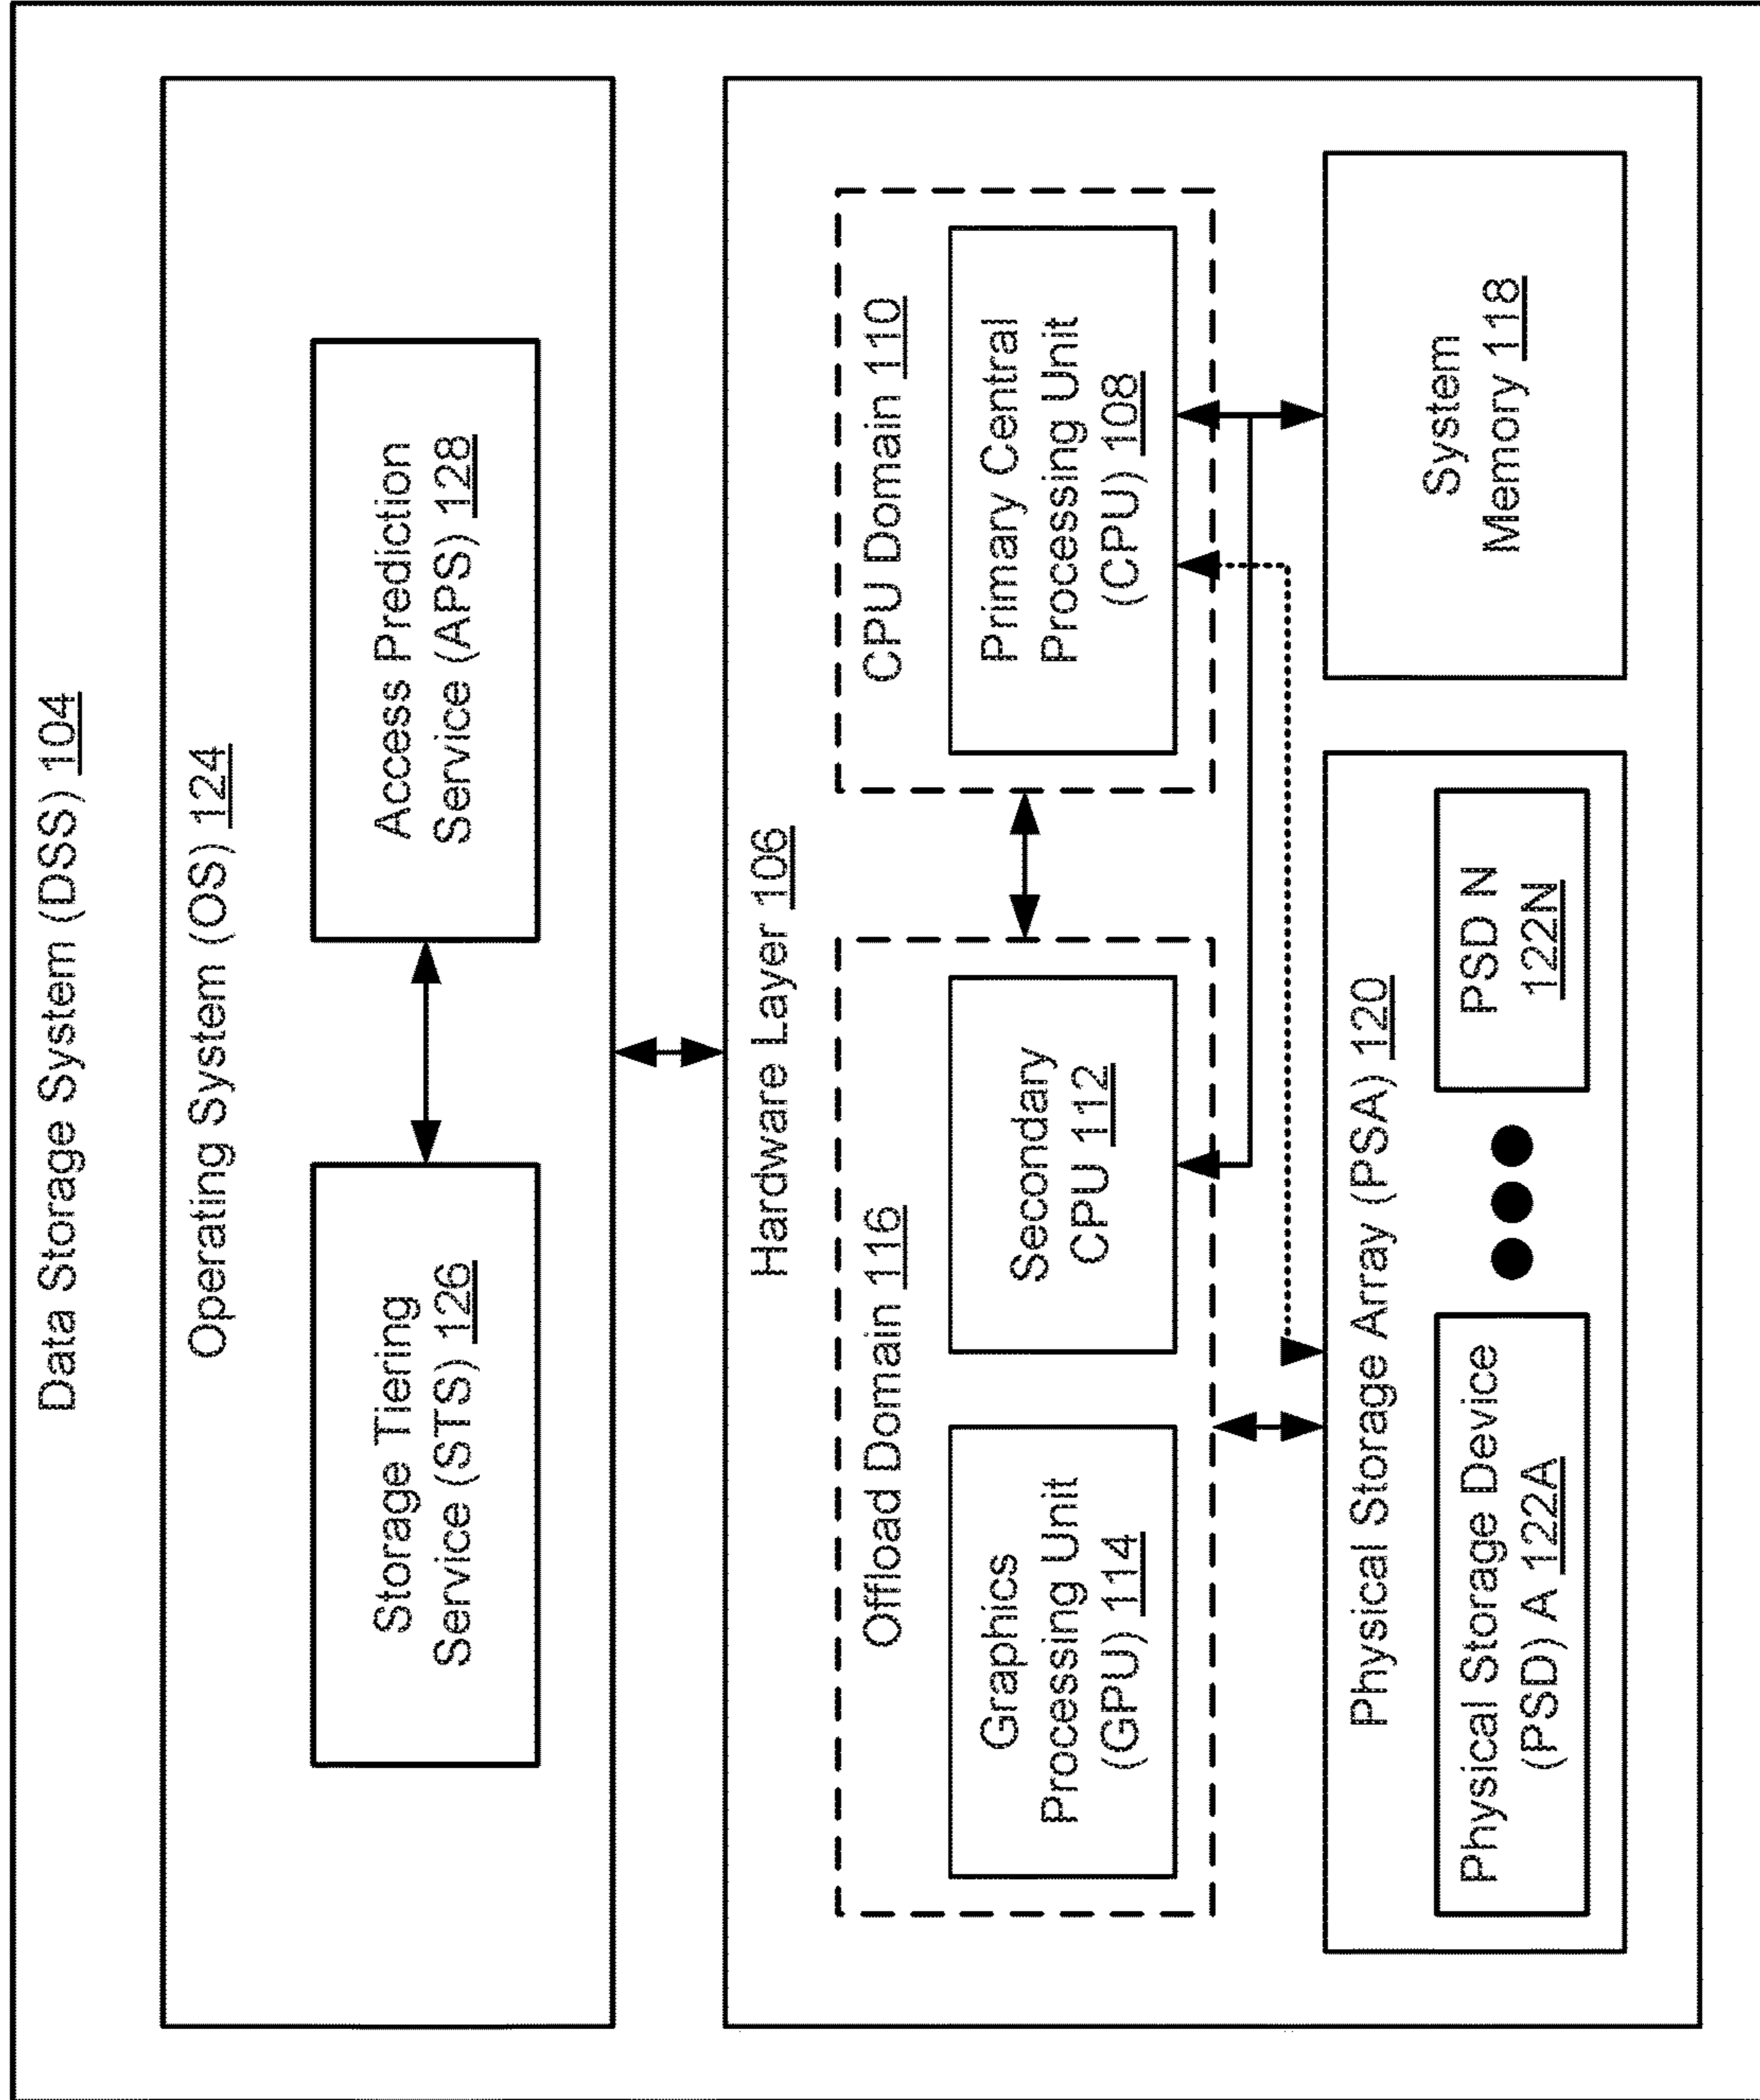 Data Storage System (DSS) 104
Operating System (OS) 124
Storage Tiering
Service (STS) 126
Access Prediction
Service (APS) 128
Hardware Layer 106
Offload Domain 116
Graphics
Processing Unit
(GPU) 114
Secondary
CPU 112
CPU Domain 110
Primary Central
Processing Unit
(CPU) 108
Physical Storage Array (PSA) 120
Physical Storage Device
(PSD) A 122A
PSD N
122N
System
Memory 118